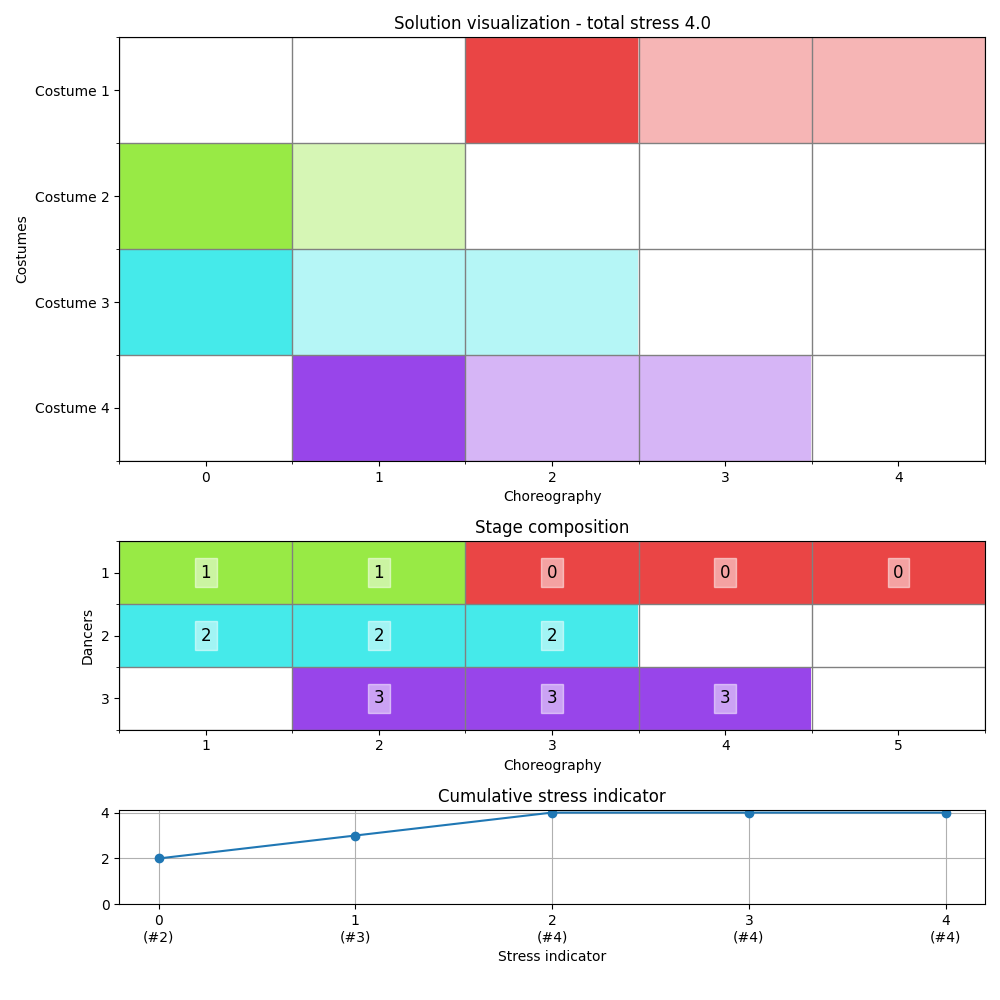 Solution visualization - total stress 4.0
Costume 1
Costume 2
Costume 3
Costume 4
Costumes
0 1 2 3 4
Choreography
Stage composition
1 1 1 0 0 0
2 2 2 2
3 3 3 3
Dancers
1 2 3 4 5
Choreography
Cumulative stress indicator
4
2
0
0 1 2 3 4
(#2) (#3) (#4) (#4) (#4)
Stress indicator